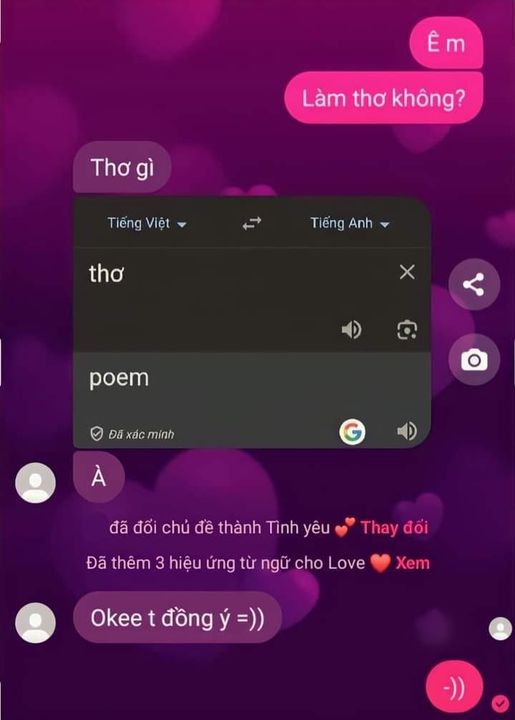 Ê m
Làm thơ không?
Thơ gì
Tiếng Việt Tiếng Anh
thơ
poem
Đã xác minh
À
đã đổi chủ đề thành Tình yêu 💕 Thay đổi
Đã thêm 3 hiệu ứng từ ngữ cho Love ❤️ Xem
Okee t đồng ý =))
-))